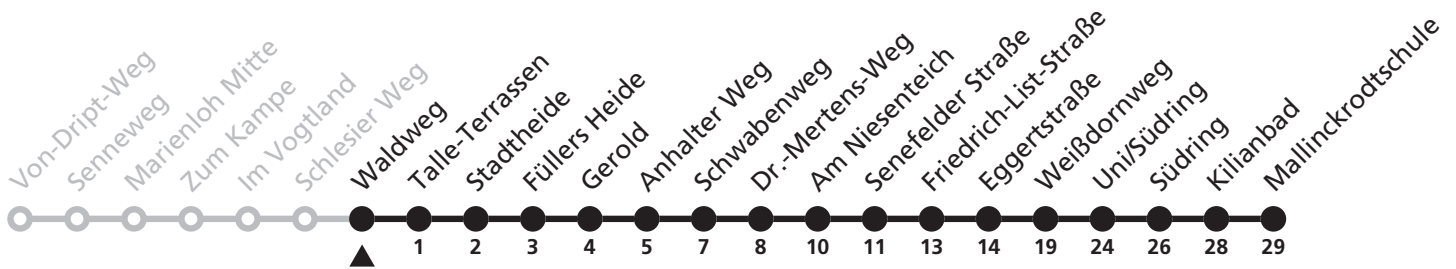 Von-Dript-Weg
Senneweg
Marienloh Mitte
Zum Kampe
Im Vogtland
Schlesier Weg
Waldweg
Talle-Terrassen
Stadtheide
Füllers Heide
Gerold
Anhalter Weg
Schwabenweg
Dr.-Mertens-Weg
Am Niesenteich
Senefelder Straße
Friedrich-List-Straße
Eggertstraße
Weißdornweg
Uni/Südring
Südring
Kilianbad
Mallinckrodtschule
1 2 3 4 5 7 8 10 11 13 14 19 24 26 28 29